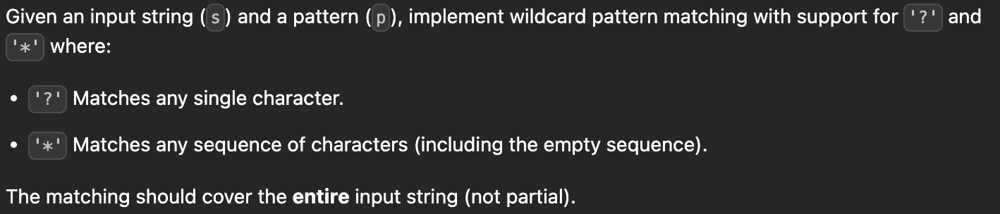 Given an input string (s) and a pattern (p), implement wildcard pattern matching with support for '?' and
'*' where:
• '?' Matches any single character.
• '*' Matches any sequence of characters (including the empty sequence).
The matching should cover the entire input string (not partial).